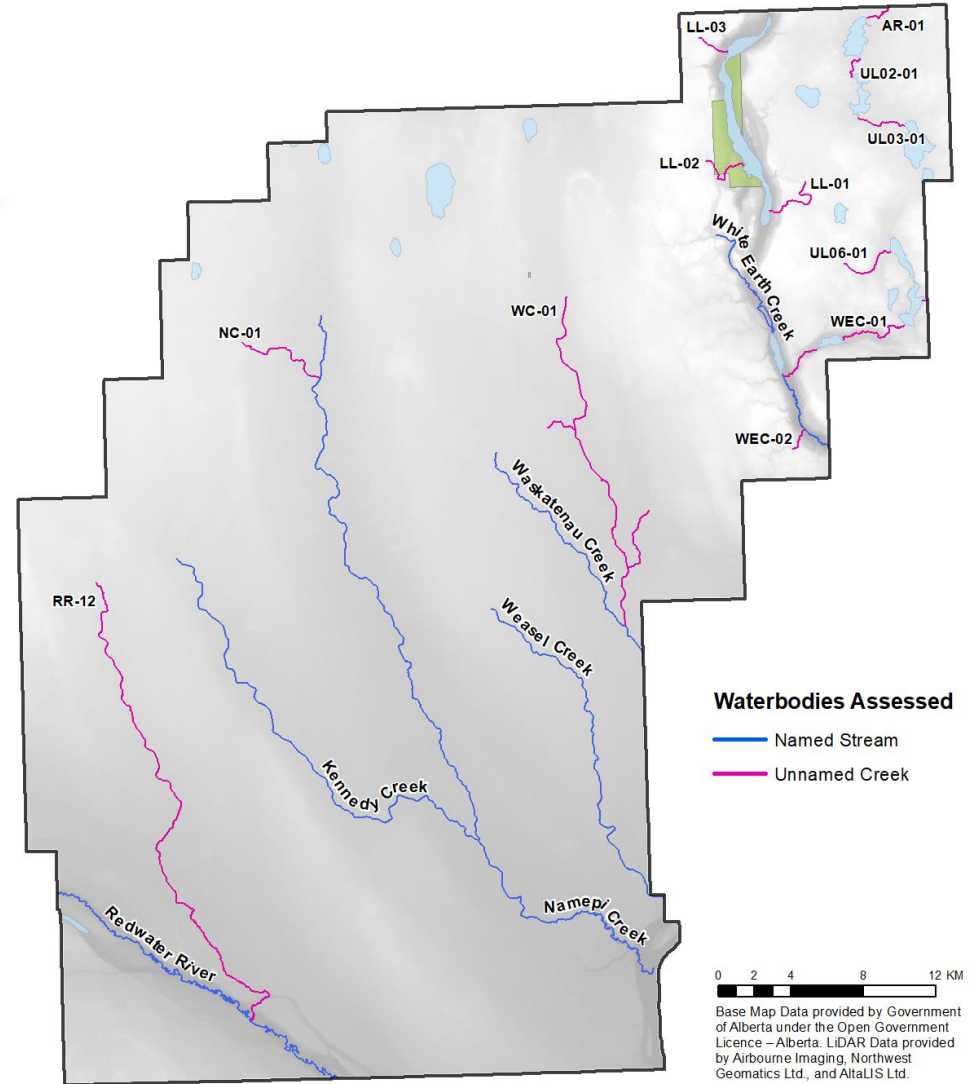 LL-03
AR-01
UL02-01
UL03-01
LL-02
LL-01
White Earth Creek
UL06-01
WC-01
WEC-01
NC-01
WEC-02
Waskatenau Creek
RR-12
Weasel Creek
Waterbodies Assessed
Named Stream
Unnamed Creek
Kennedy Creek
Namepi Creek
Redwater River
0 2 4 8 12 KM
Base Map Data provided by Government
of Alberta under the Open Government
Licence – Alberta. LiDAR Data provided
by Airbourne Imaging, Northwest
Geomatics Ltd., and AltaLIS Ltd.